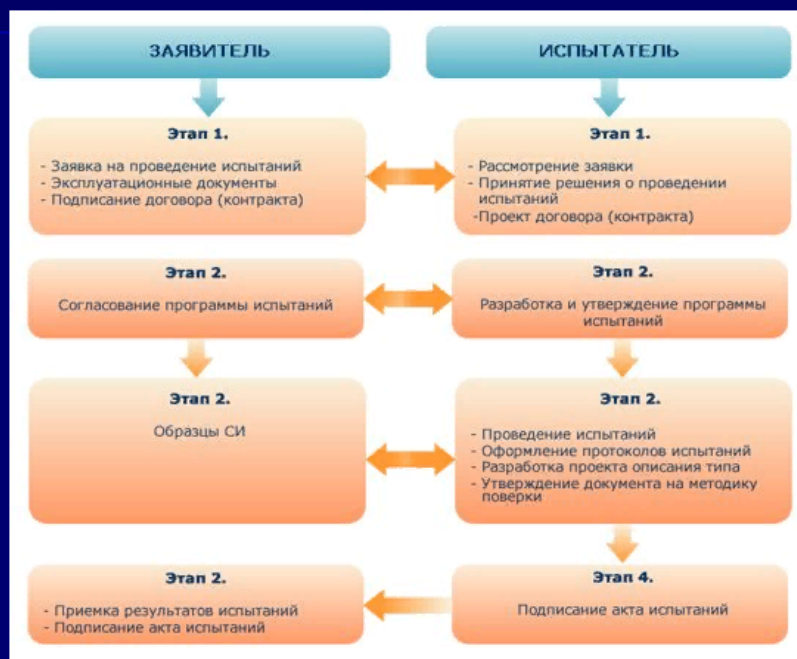 ЗАЯВИТЕЛЬ
ИСПЫТАТЕЛЬ
Этап 1.
- Заявка на проведение испытаний
- Эксплуатационные документы
- Подписание договора (контракта)
Этап 1.
- Рассмотрение заявки
- Принятие решения о проведении
испытаний
-Проект договора (контракта)
Этап 2.
Согласование программы испытаний
Этап 2.
Разработка и утверждение программы
испытаний
Этап 2.
Образцы СИ
Этап 2.
- Проведение испытаний
- Оформление протоколов испытаний
- Разработка проекта описания типа
- Утверждение документа на методику
поверки
Этап 2.
- Приемка результатов испытаний
- Подписание акта испытаний
Этап 4.
Подписание акта испытаний